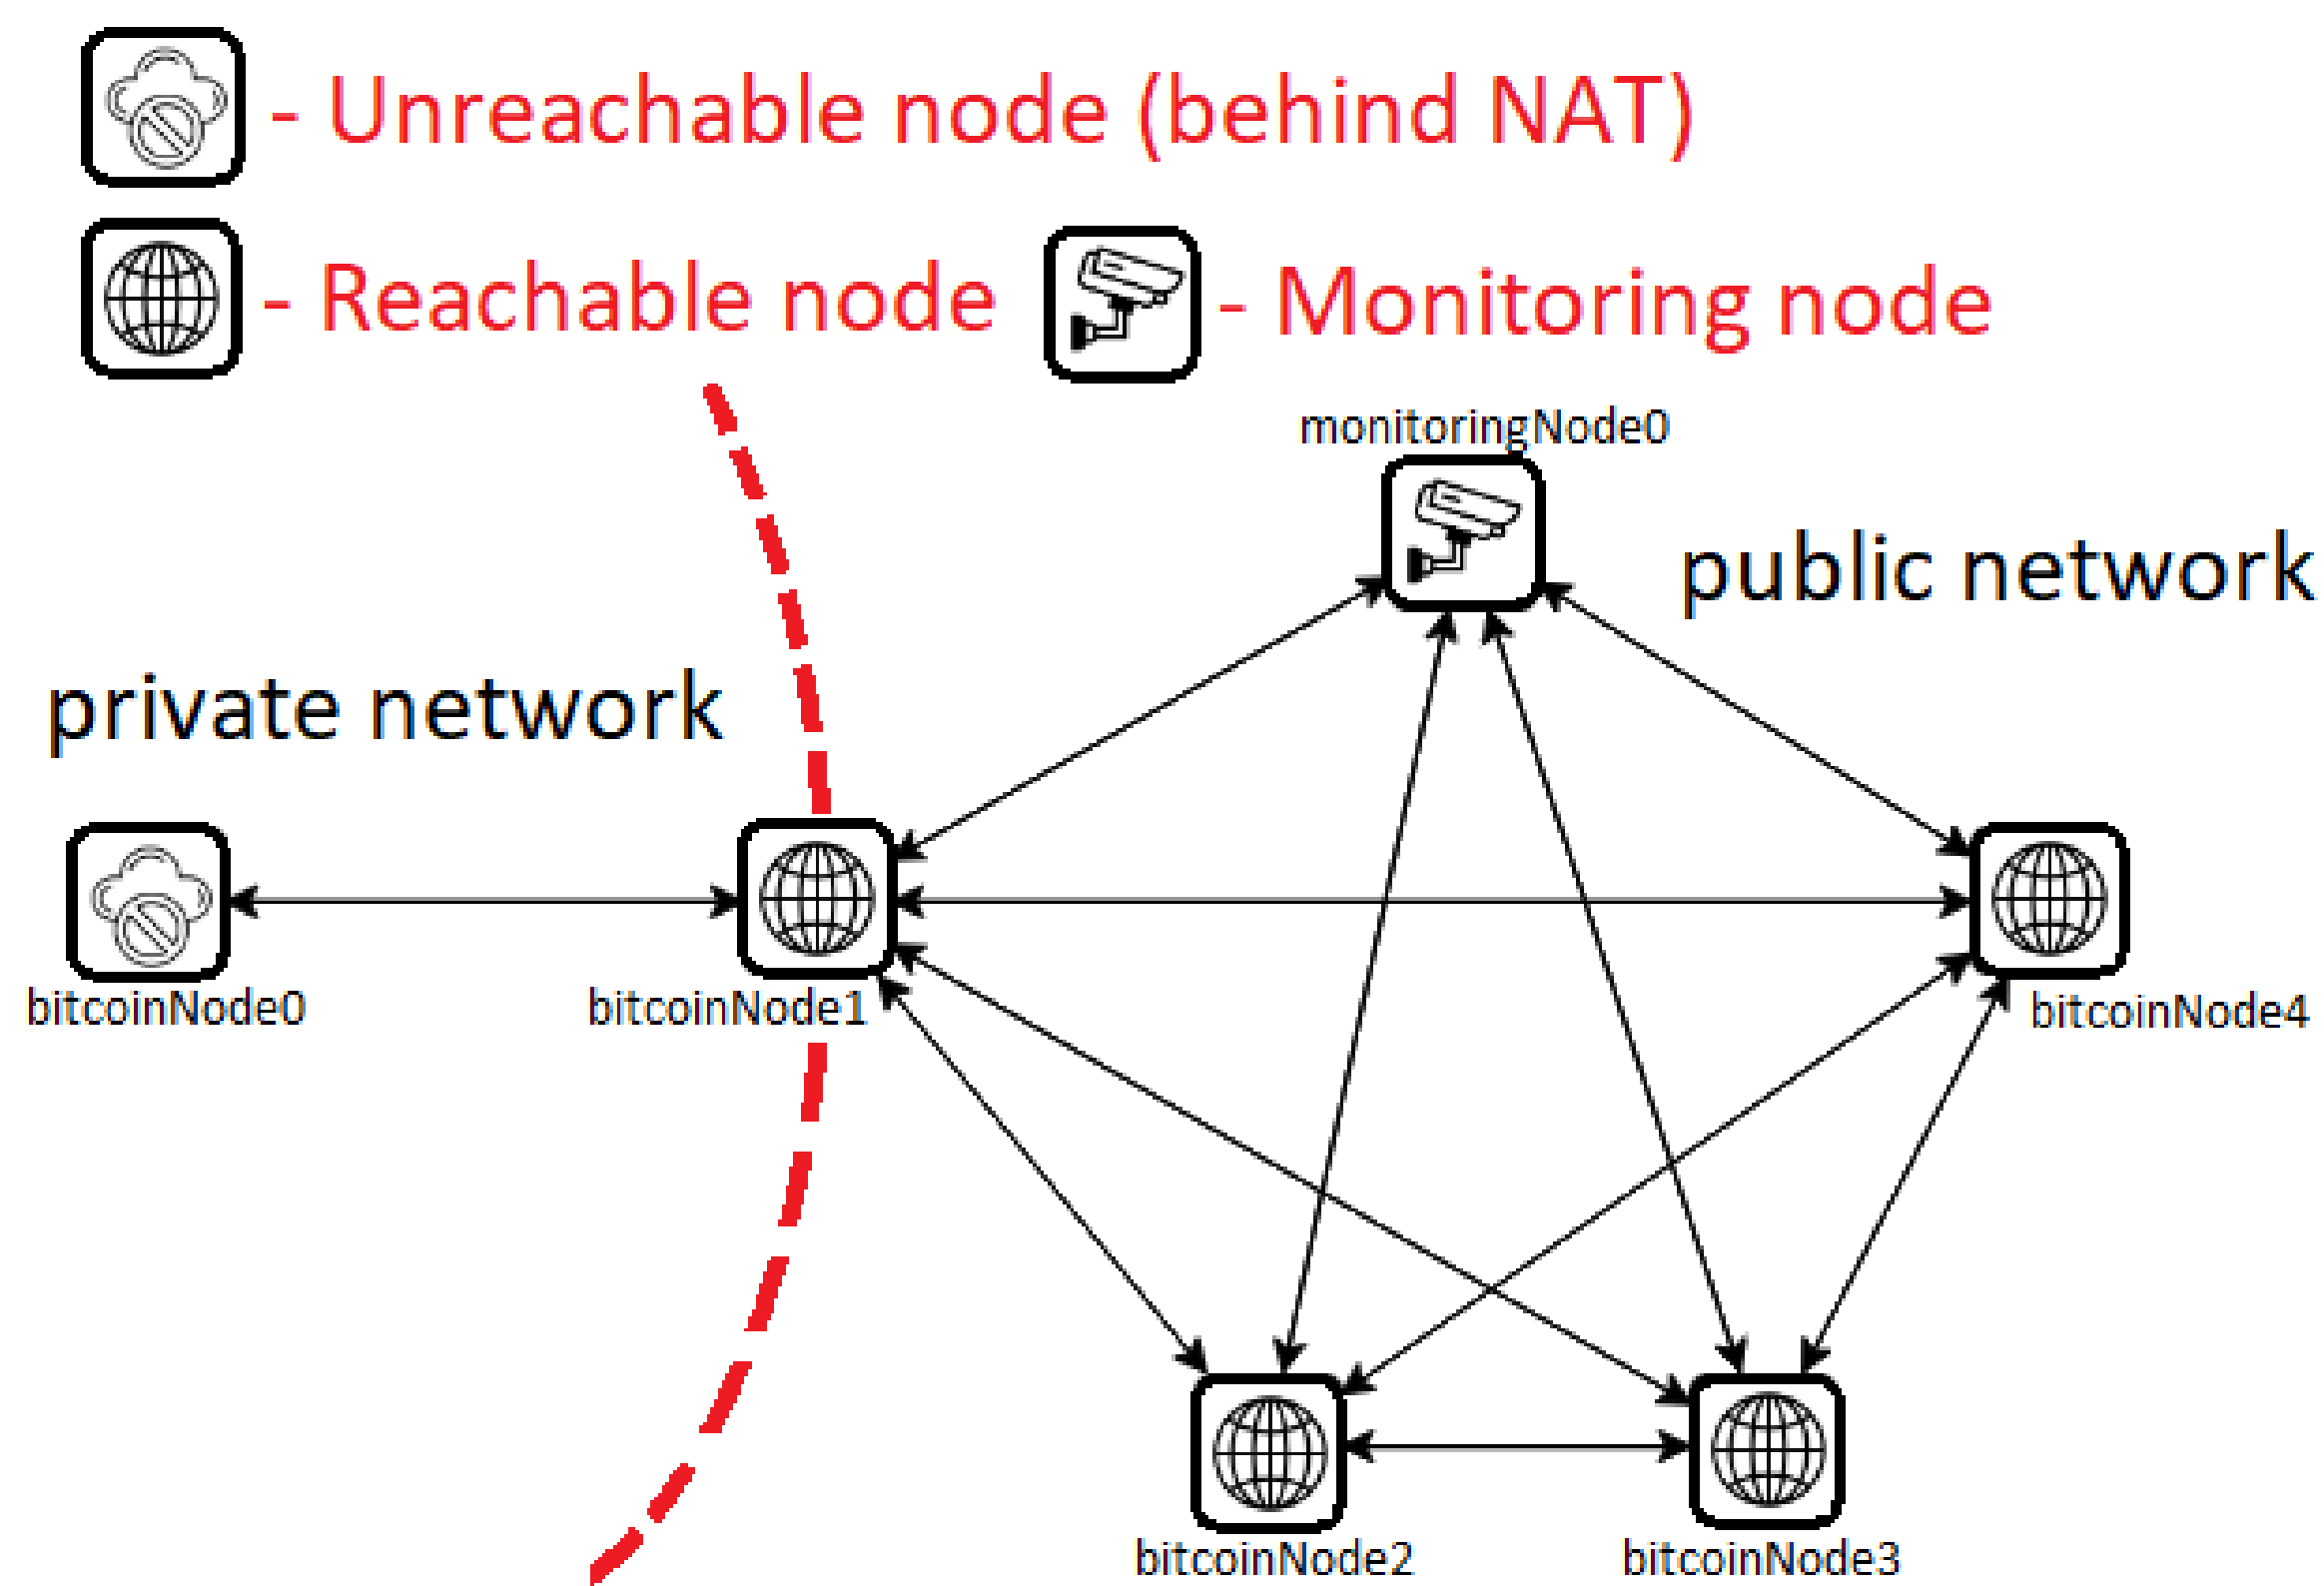 - Unreachable node (behind NAT)
- Reachable node
- Monitoring node
monitoringNode0
public network
private network
bitcoinNode0
bitcoinNode1
bitcoinNode4
bitcoinNode2
bitcoinNode3